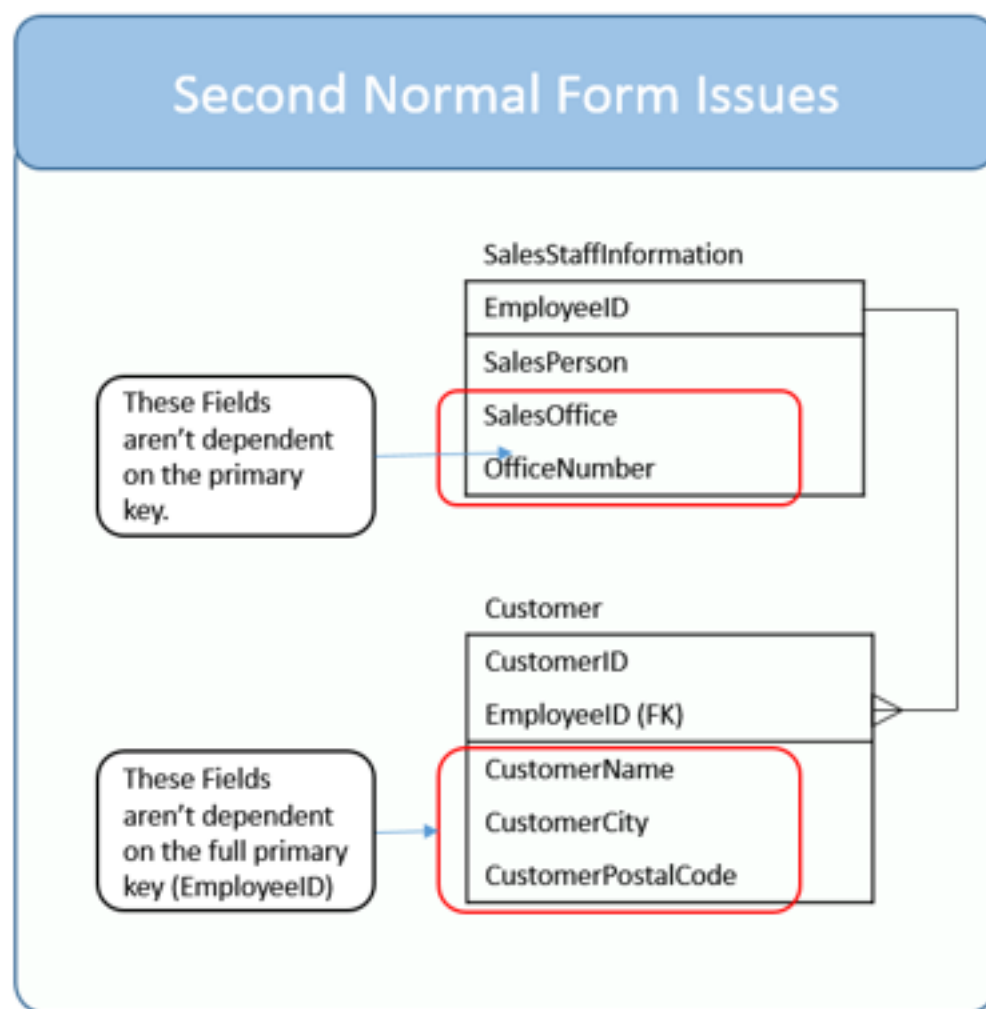 Second Normal Form Issues
SalesStaffInformation
EmployeeID
SalesPerson
SalesOffice
OfficeNumber
These Fields
aren't dependent
on the primary
key.
Customer
CustomerID
EmployeeID (FK)
CustomerName
CustomerCity
CustomerPostalCode
These Fields
aren't dependent
on the full primary
key (EmployeeID)